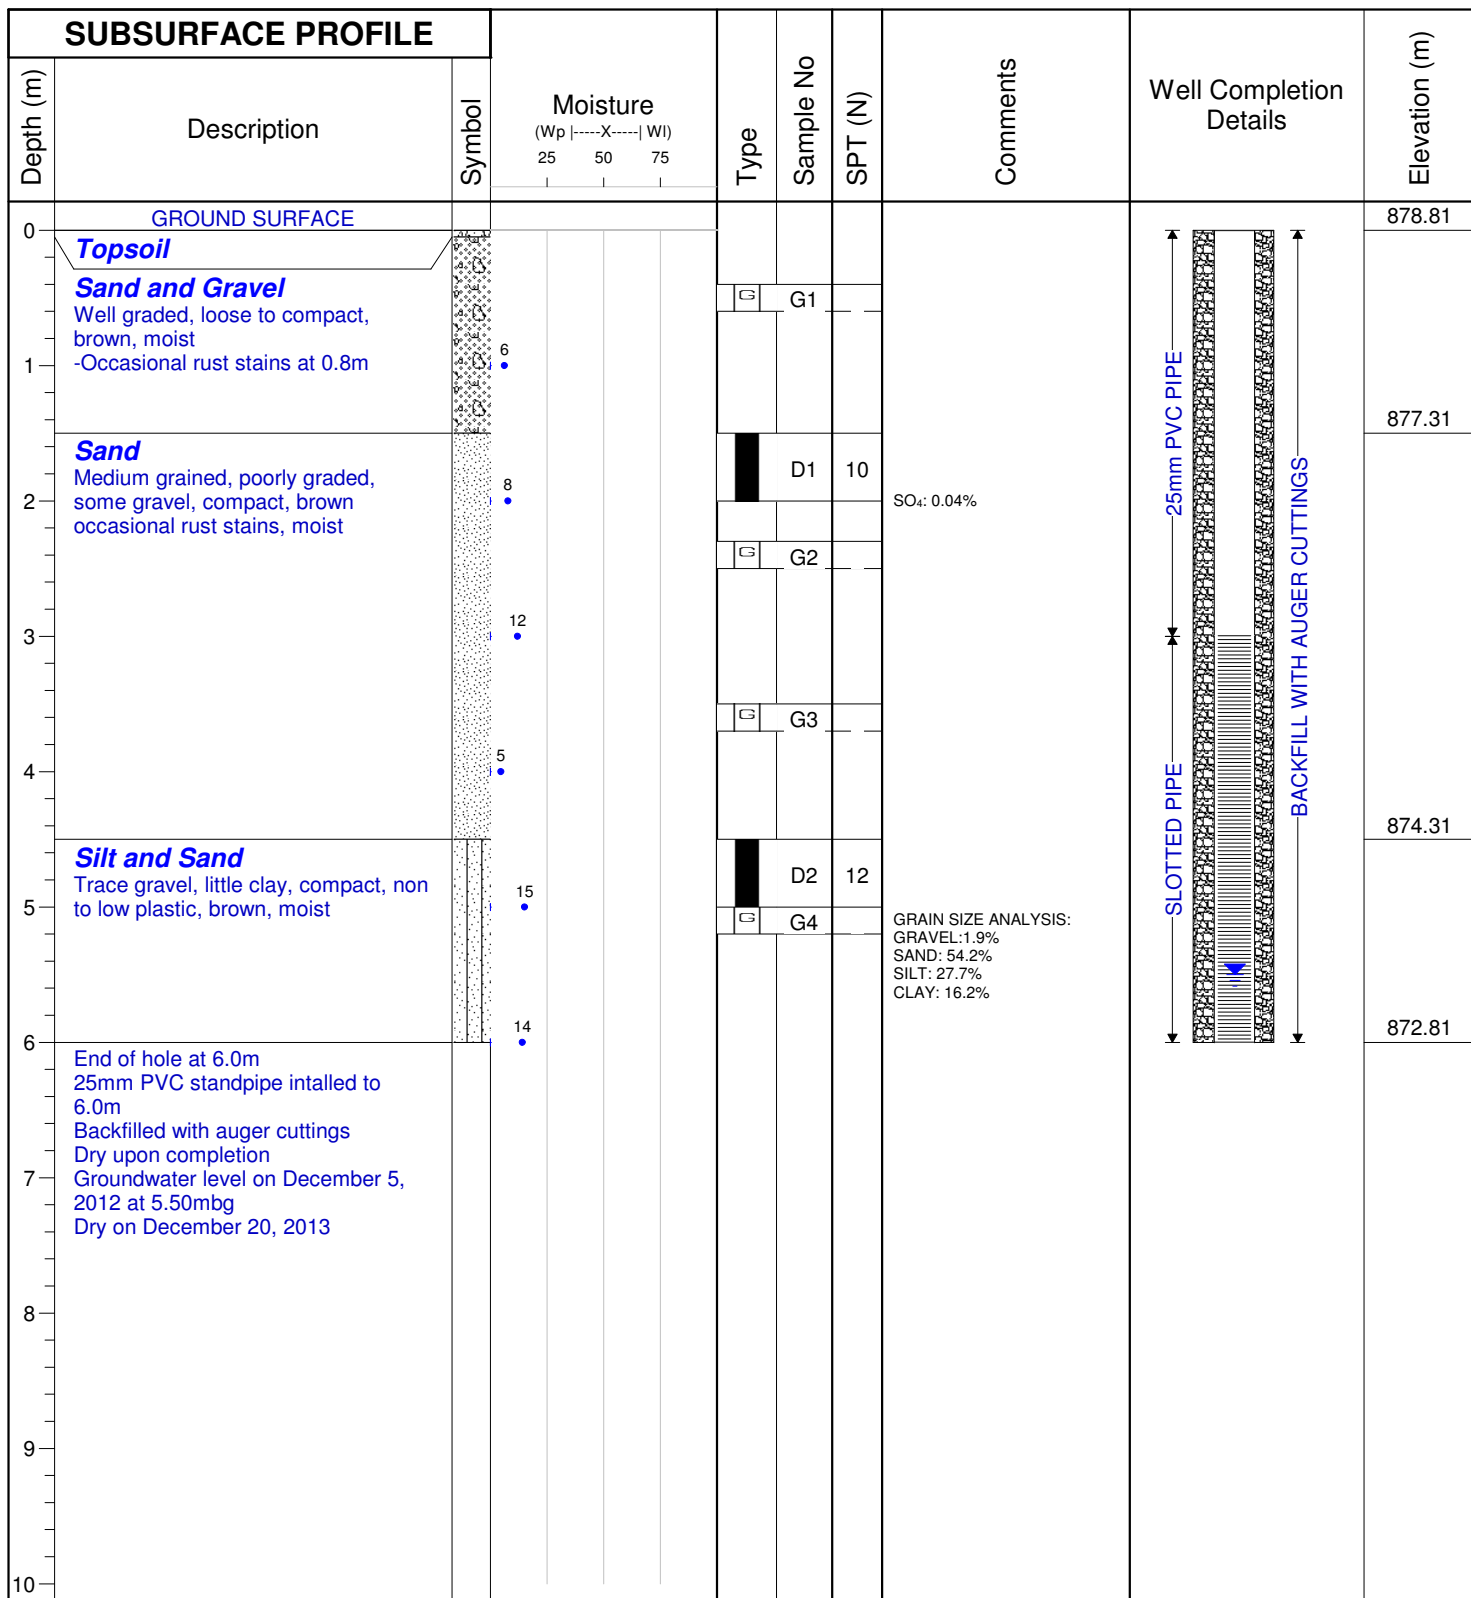 SUBSURFACE PROFILE
Depth (m)
Description
Symbol
Moisture
(Wp |-----X-----| Wl)
25 50 75
Type
Sample No
SPT (N)
Comments
Well Completion
Details
Elevation (m)
GROUND SURFACE
878.81
0
Topsoil
Sand and Gravel
Well graded, loose to compact,
brown, moist
-Occasional rust stains at 0.8m
G G1
6
1
877.31
Sand
Medium grained, poorly graded,
some gravel, compact, brown
occasional rust stains, moist
D1 10
8
2
SO₄: 0.04%
G G2
12
3
G G3
5
4
874.31
Silt and Sand
Trace gravel, little clay, compact, non
to low plastic, brown, moist
D2 12
15
5
G G4
GRAIN SIZE ANALYSIS:
GRAVEL:1.9%
SAND: 54.2%
SILT: 27.7%
CLAY: 16.2%
14
6
872.81
25mm PVC PIPE
SLOTTED PIPE
BACKFILL WITH AUGER CUTTINGS
End of hole at 6.0m
25mm PVC standpipe intalled to
6.0m
Backfilled with auger cuttings
Dry upon completion
Groundwater level on December 5,
2012 at 5.50mbg
Dry on December 20, 2013
7
8
9
10